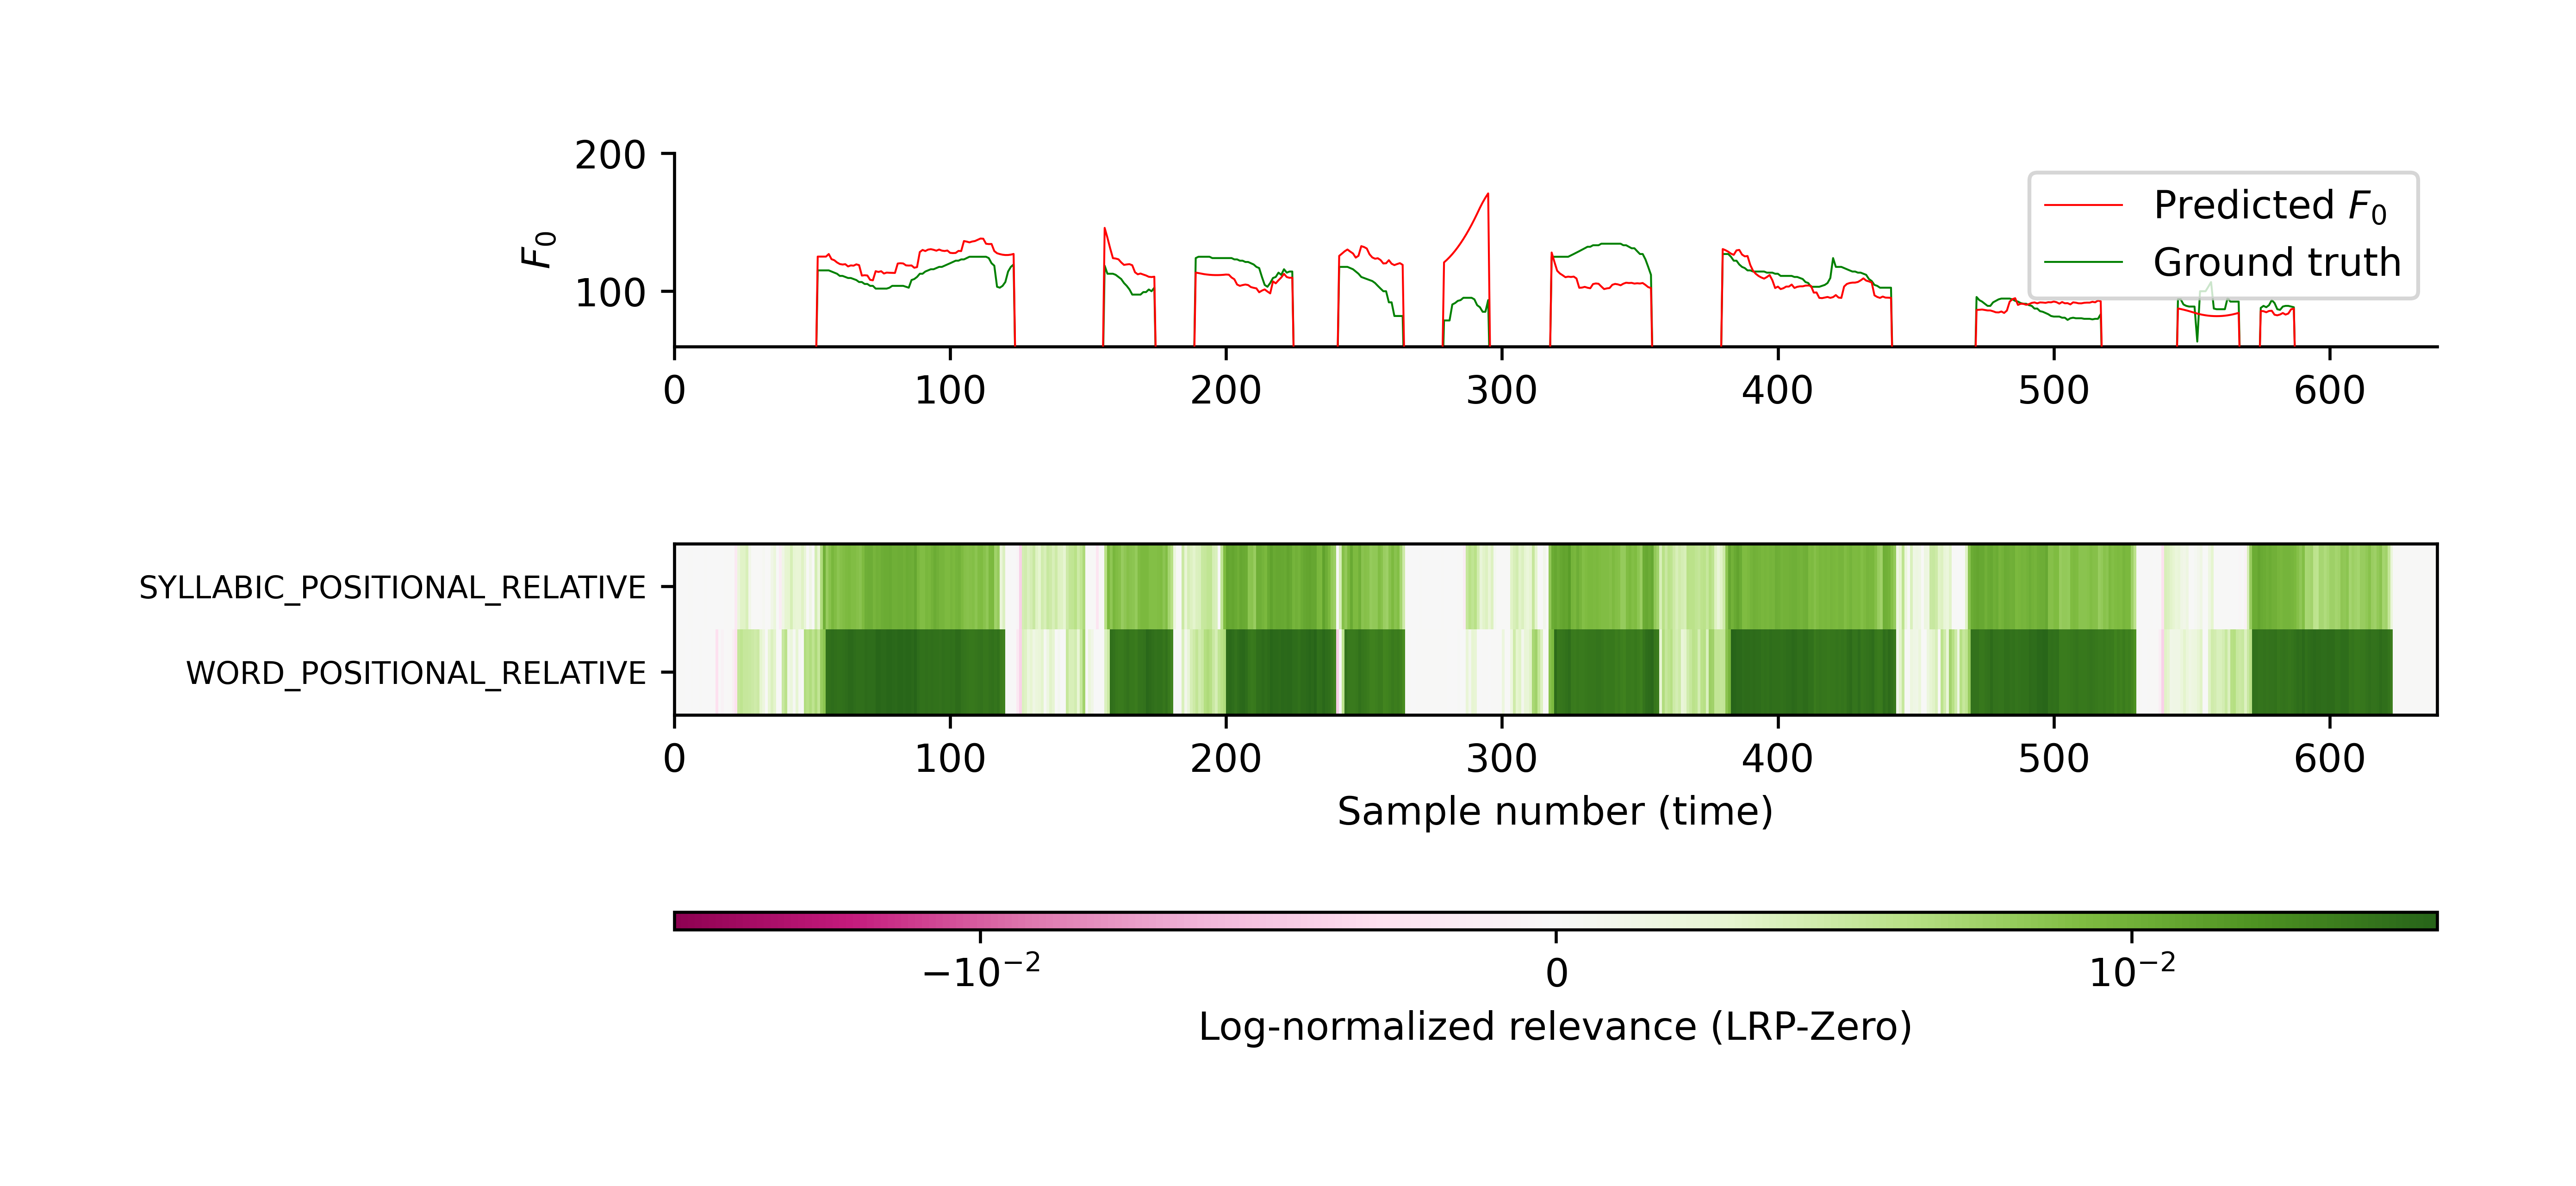 200
100
F₀
Predicted F₀
Ground truth
0 100 200 300 400 500 600
SYLLABIC_POSITIONAL_RELATIVE
WORD_POSITIONAL_RELATIVE
0 100 200 300 400 500 600
Sample number (time)
−10⁻² 0 10⁻²
Log-normalized relevance (LRP-Zero)